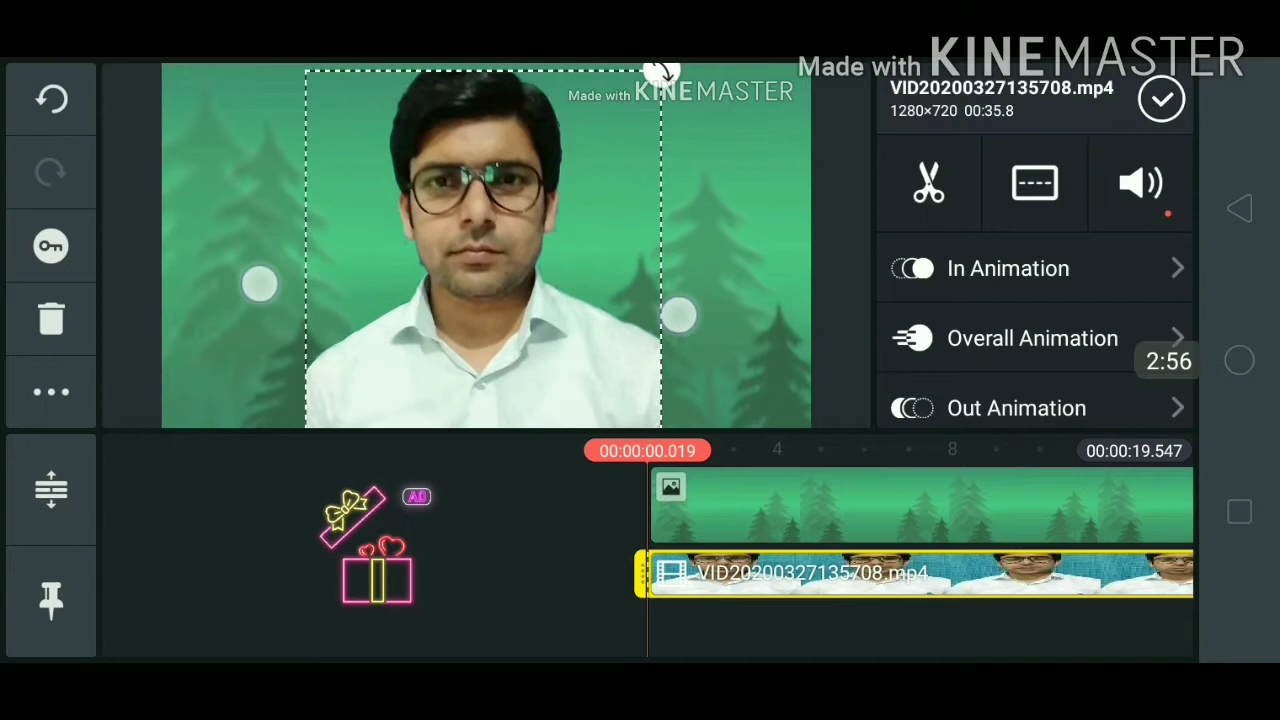 Made with KINEMASTER
Made with KINEMASTER
VID20200327135708.mp4
1280×720 00:35.8
In Animation
Overall Animation
2:56
Out Animation
00:00:00.019
4
8
00:00:19.547
AD
VID20200327135708.mp4